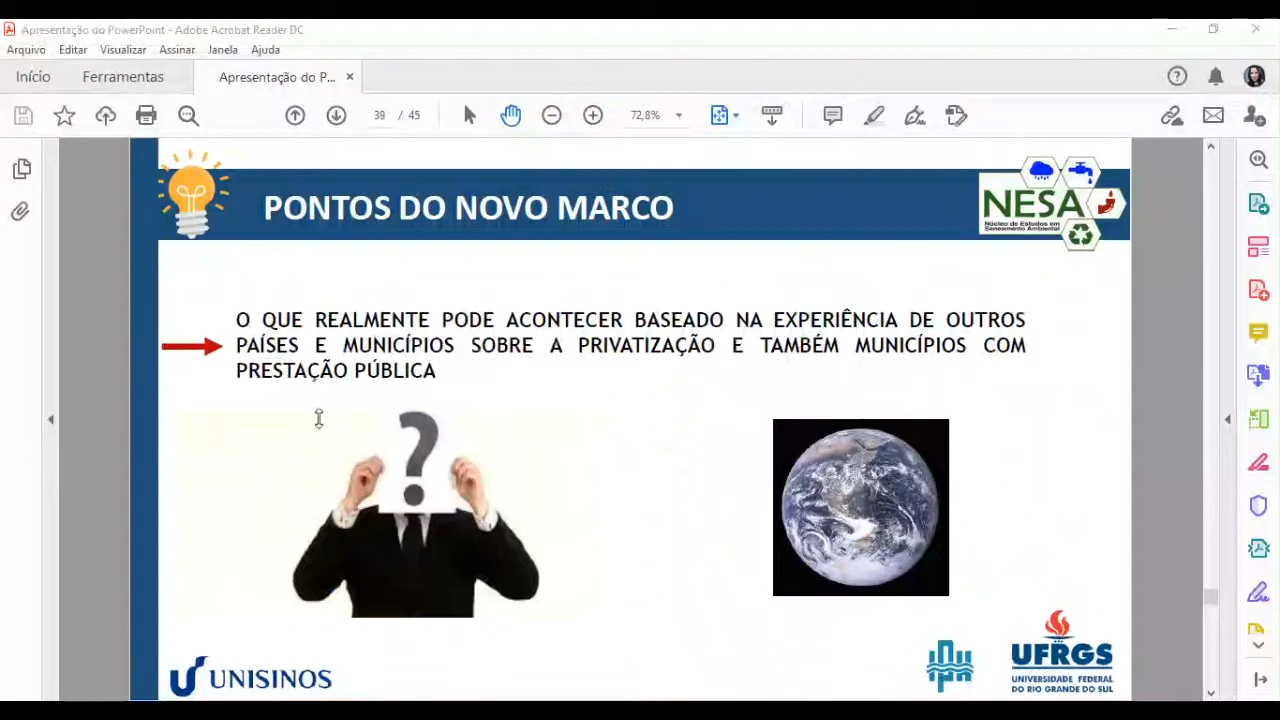 Apresentação do PowerPoint - Adobe Acrobat Reader DC
Arquivo Editar Visualizar Assinar Janela Ajuda
Início Ferramentas Apresentação do P... ×
39 / 45 72,8%
PONTOS DO NOVO MARCO
NESA
Núcleo de Estudos em
Saneamento Ambiental
O QUE REALMENTE PODE ACONTECER BASEADO NA EXPERIÊNCIA DE OUTROS
PAÍSES E MUNICÍPIOS SOBRE A PRIVATIZAÇÃO E TAMBÉM MUNICÍPIOS COM
PRESTAÇÃO PÚBLICA
?
UNISINOS
iph
UFRGS
UNIVERSIDADE FEDERAL
DO RIO GRANDE DO SUL